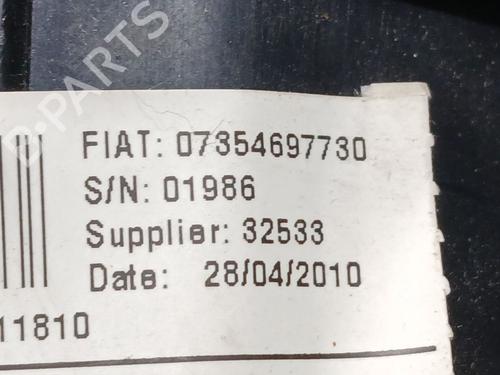 B-PARTS
FIAT: 07354697730
S/N: 01986
Supplier: 32533
Date: 28/04/2010
11810